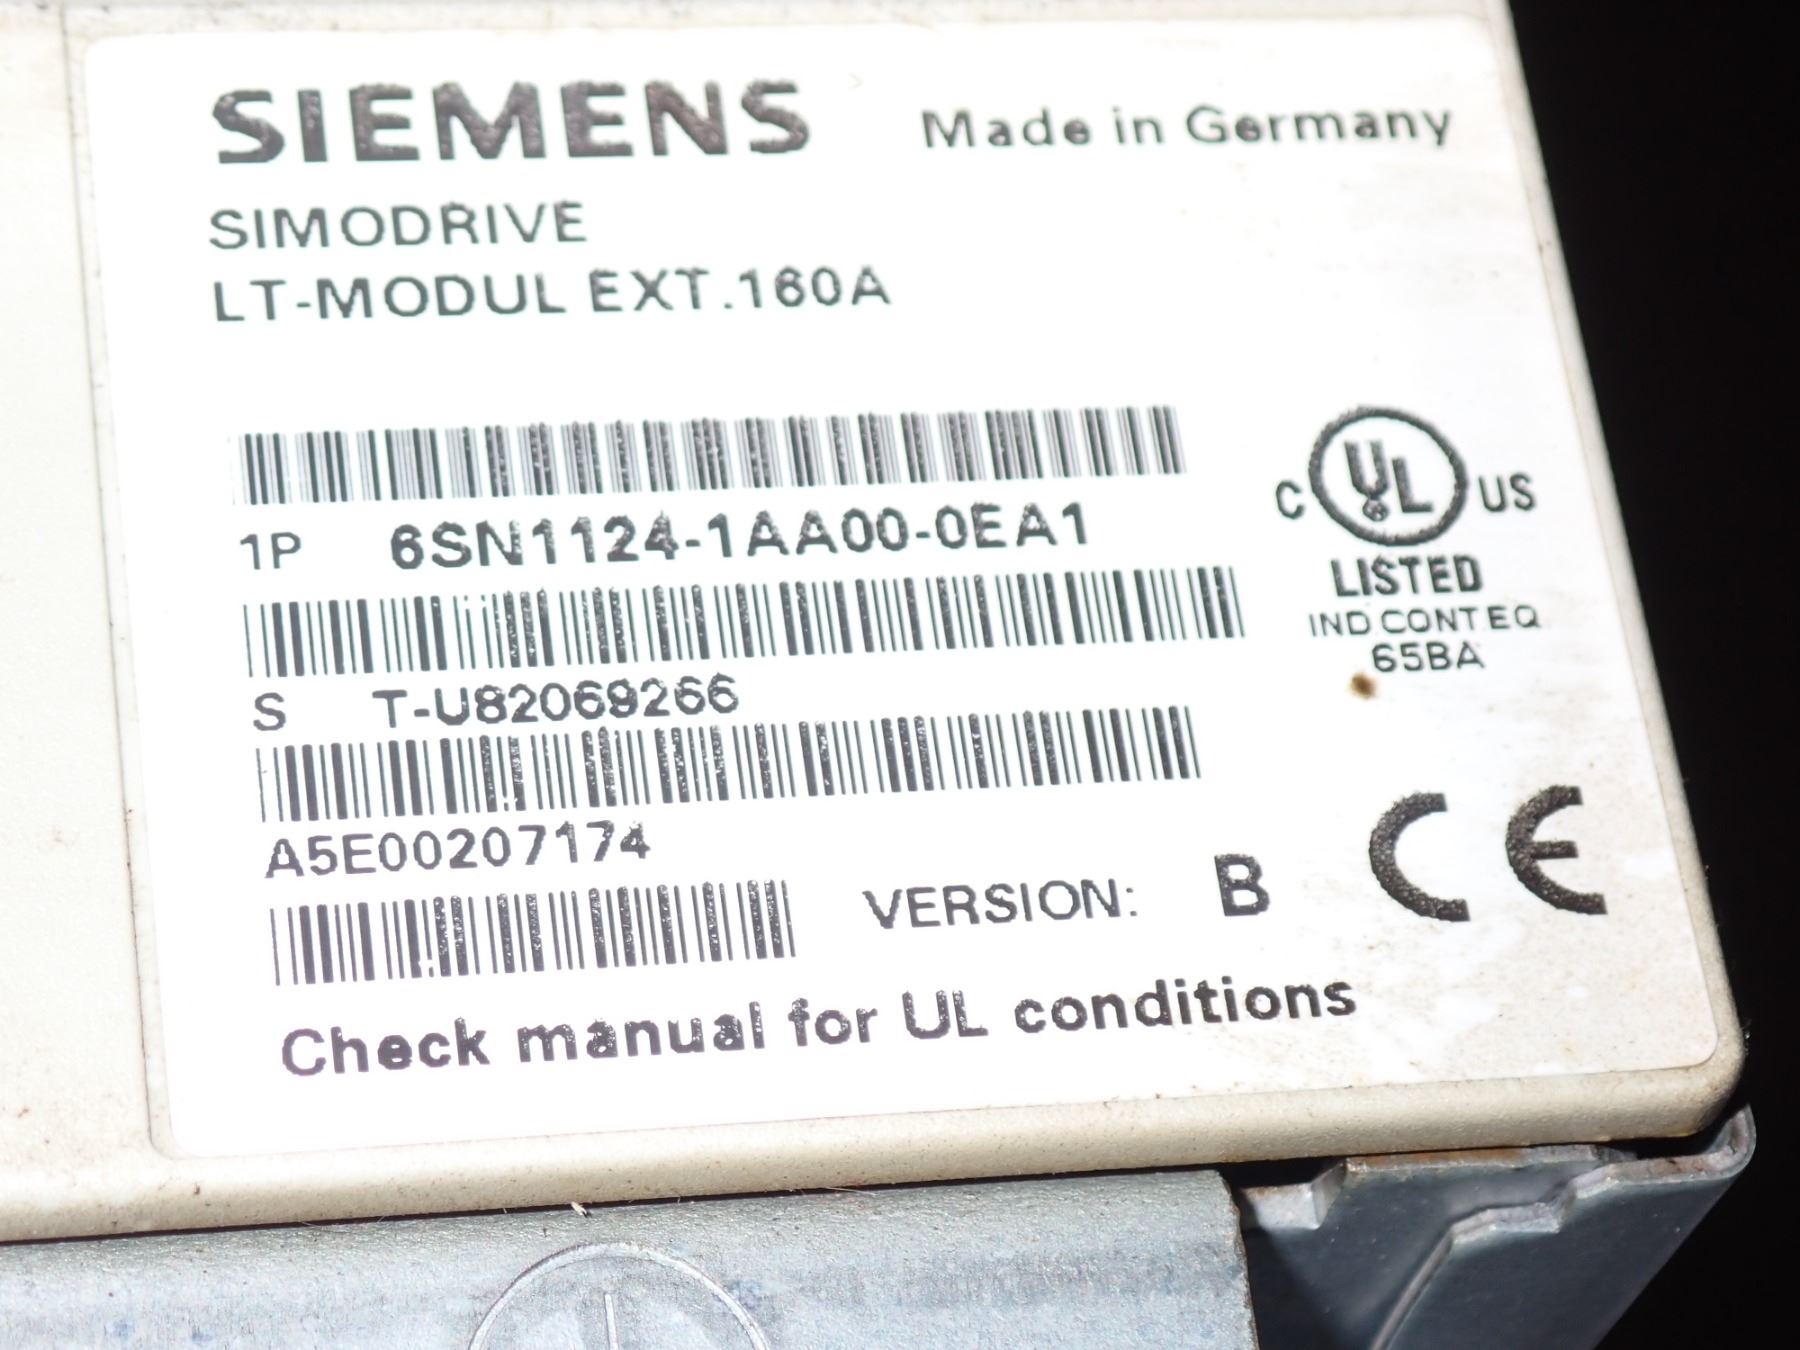 SIEMENS Made in Germany
SIMODRIVE
LT-MODUL EXT.160A
1P 6SN1124-1AA00-0EA1
C UL US
LISTED
IND.CONT.EQ.
65BA
S T-U82069266
A5E00207174
VERSION: B
CE
Check manual for UL conditions